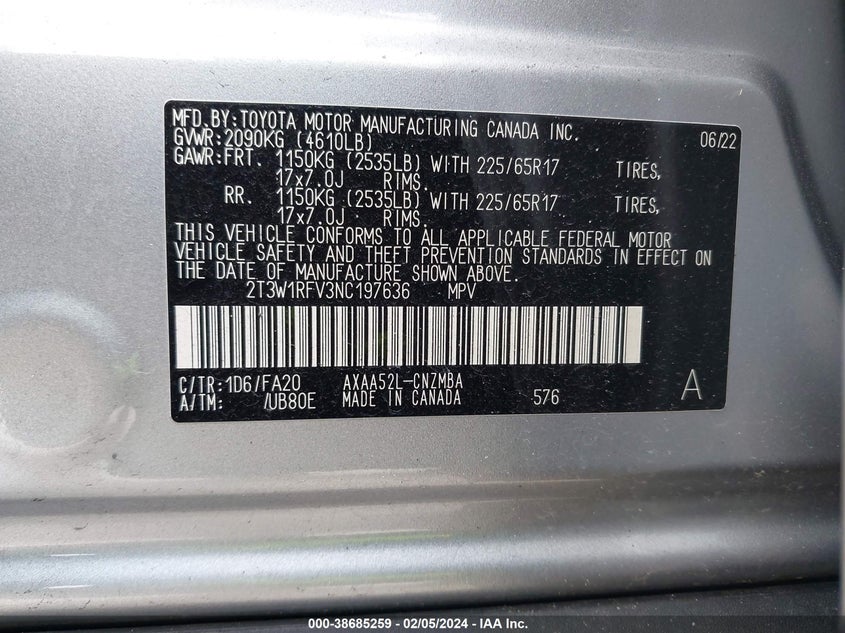 MFD.BY:TOYOTA MOTOR MANUFACTURING CANADA INC. 06/22
GVWR:2090KG (4610LB)
GAWR:FRT. 1150KG (2535LB) WITH 225/65R17 TIRES,
17x7.0J RIMS.
RR. 1150KG (2535LB) WITH 225/65R17 TIRES,
17x7.0J RIMS.
THIS VEHICLE CONFORMS TO ALL APPLICABLE FEDERAL MOTOR
VEHICLE SAFETY AND THEFT PREVENTION STANDARDS IN EFFECT ON
THE DATE OF MANUFACTURE SHOWN ABOVE.
2T3W1RFV3NC197636 MPV
C/TR:1D6/FA20 AXAA52L-CNZMBA
A/TM: /UB80E MADE IN CANADA 576 A
000-38685259 - 02/05/2024 - IAA Inc.